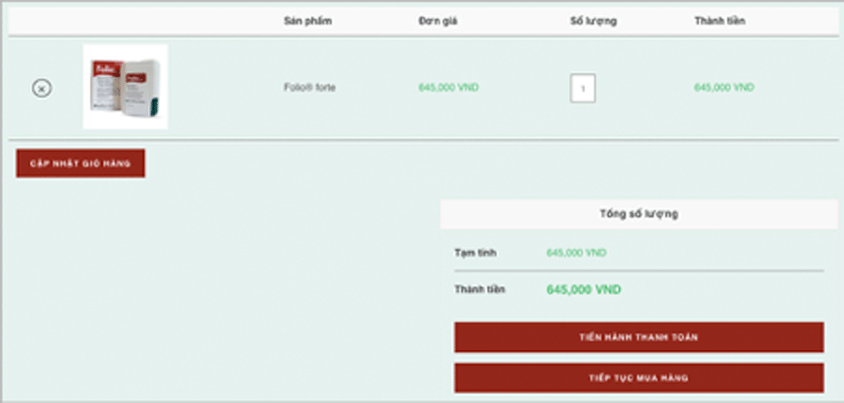 Sản phẩm Đơn giá Số lượng Thành tiền
Folio
Folio® forte 645,000 VND 1 645,000 VND
CẬP NHẬT GIỎ HÀNG
Tổng số lượng
Tạm tính 645,000 VND
Thành tiền 645,000 VND
TIẾN HÀNH THANH TOÁN
TIẾP TỤC MUA HÀNG